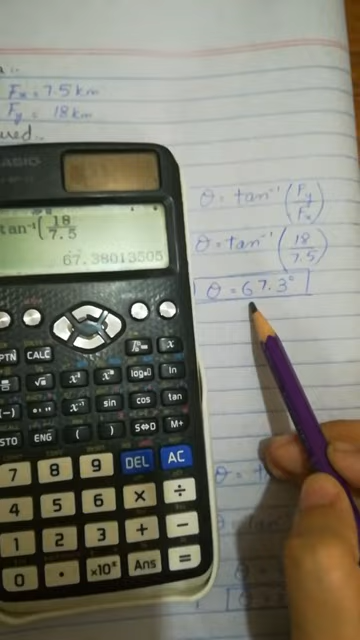 Fx = 7.5 km
Fy = 18 km
θ = tan⁻¹ (Fy/Fx)
θ = tan⁻¹ (18/7.5)
θ = 67.3°
tan⁻¹(18/7.5
67.38013505
CALC
x
√
log
ln
sin
cos
tan
STO
ENG
(
)
S⇔D
M+
7
8
9
DEL
AC
4
5
6
×
÷
1
2
3
+
−
0
•
×10ˣ
Ans
=